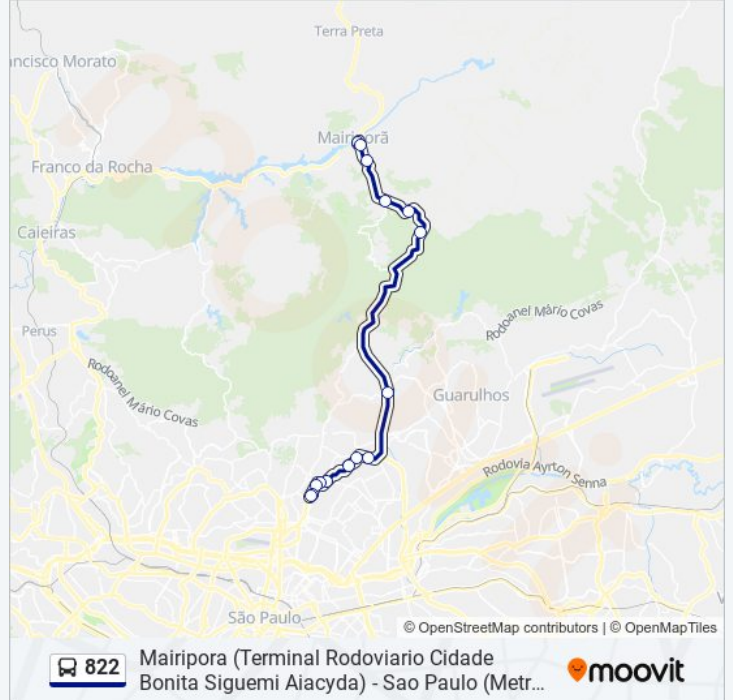 Terra Preta
ancisco Morato
Mairiporã
Franco da Rocha
Caieiras
Rodoanel Mário Covas
Perus
Rodoanel Mário Covas
Guarulhos
Rodovia Ayrton Senna
São Paulo
© OpenStreetMap contributors | © OpenMapTiles
822
Mairipora (Terminal Rodoviario Cidade
Bonita Siguemi Aiacyda) - Sao Paulo (Metr...
moovit